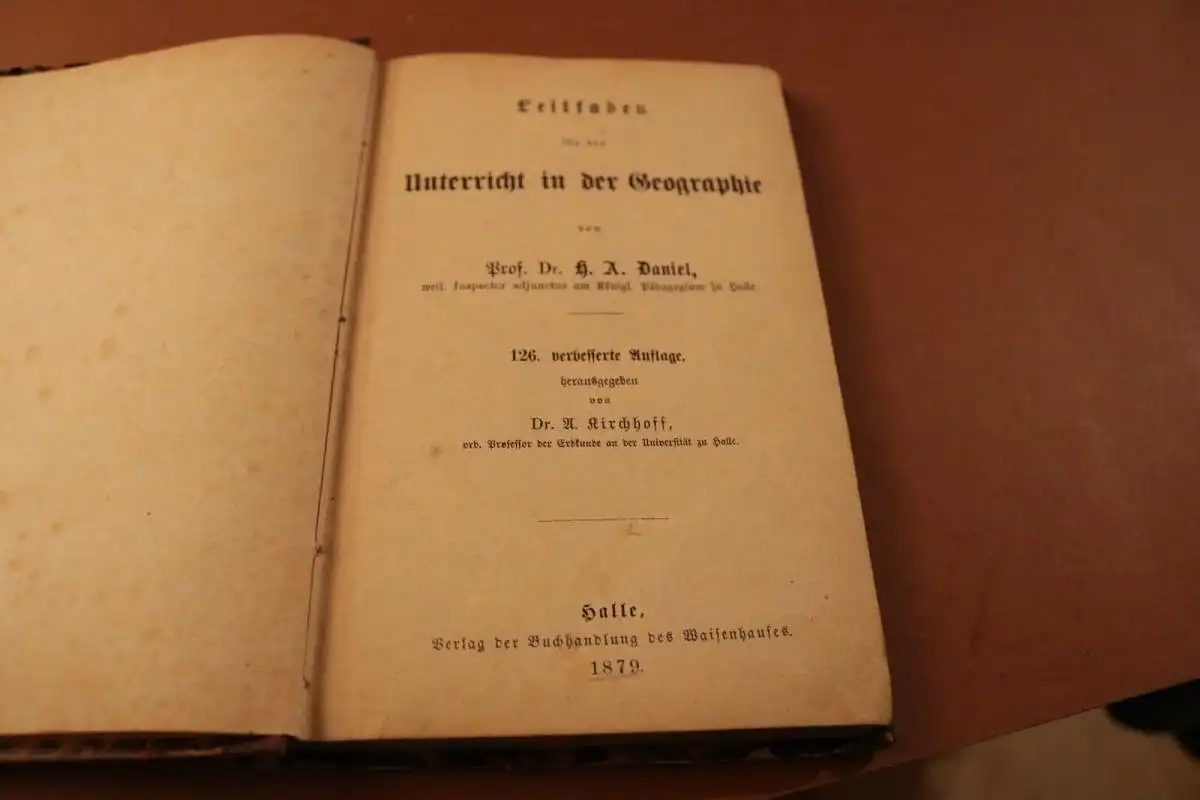 Leitfaden
für den
Unterricht in der Geographie
von
Prof. Dr. H. A. Daniel,
weil. Inspector adjunctus am Königl. Pädagogium zu Halle.
126. verbesserte Auflage,
herausgegeben
von
Dr. A. Kirchhoff,
ord. Professor der Erdkunde an der Universität zu Halle.
Halle,
Verlag der Buchhandlung des Waisenhauses.
1879.